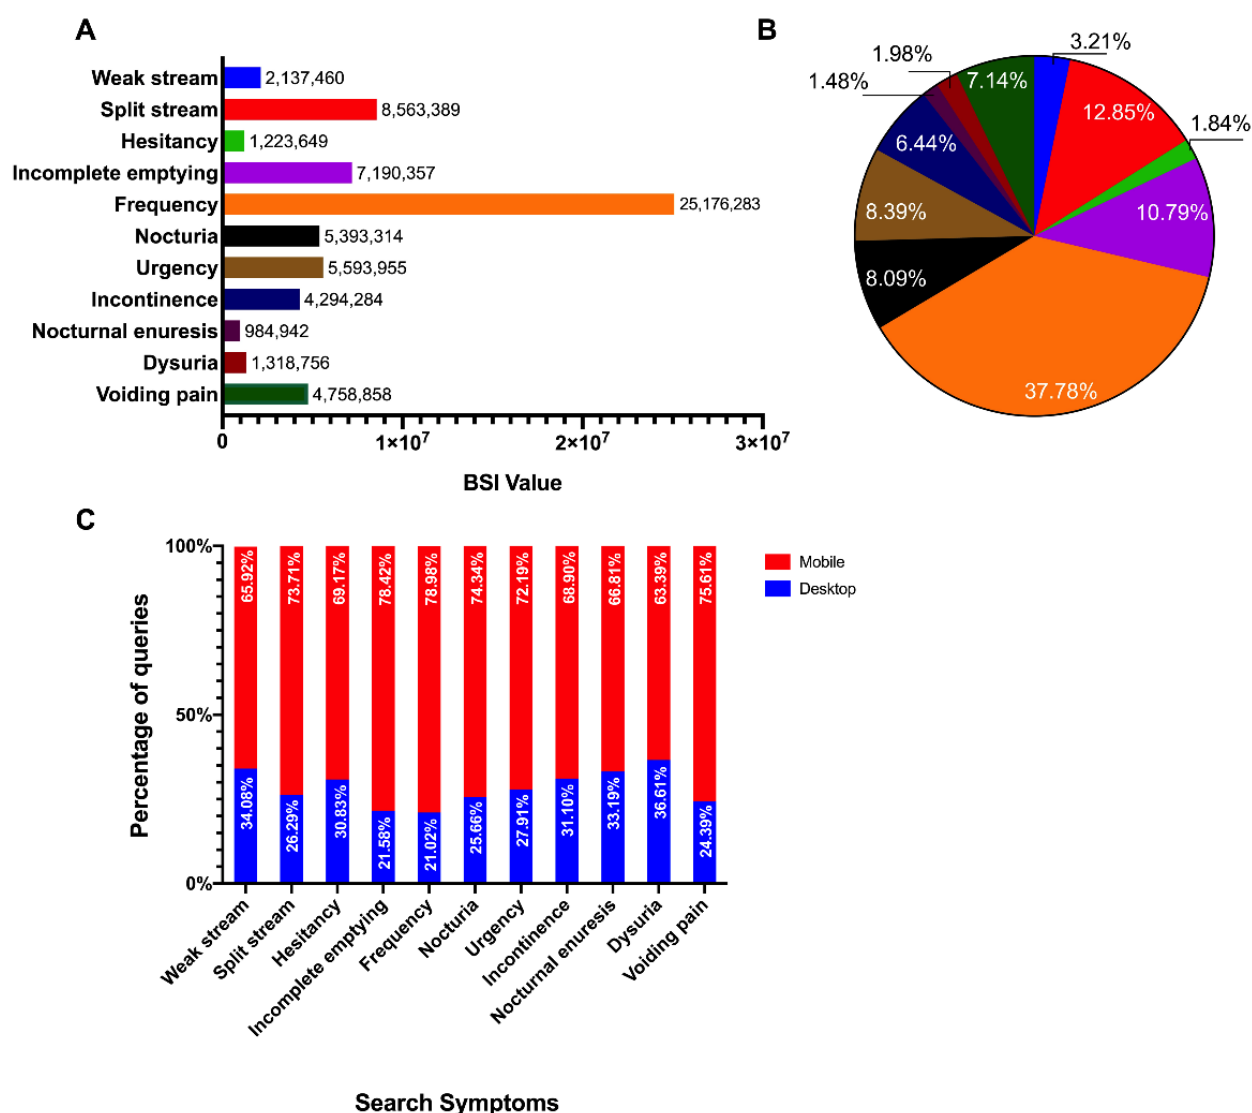 A
Weak stream 2,137,460
Split stream 8,563,389
Hesitancy 1,223,649
Incomplete emptying 7,190,357
Frequency 25,176,283
Nocturia 5,393,314
Urgency 5,593,955
Incontinence 4,294,284
Nocturnal enuresis 984,942
Dysuria 1,318,756
Voiding pain 4,758,858
0 1×10⁷ 2×10⁷ 3×10⁷
BSI Value
B
3.21%
12.85%
1.84%
10.79%
37.78%
8.09%
8.39%
6.44%
1.48%
1.98%
7.14%
C
Percentage of queries
100%
50%
0%
65.92%
73.71%
69.17%
78.42%
78.98%
74.34%
72.19%
68.90%
66.81%
63.39%
75.61%
34.08%
26.29%
30.83%
21.58%
21.02%
25.66%
27.91%
31.10%
33.19%
36.61%
24.39%
Weak stream
Split stream
Hesitancy
Incomplete emptying
Frequency
Nocturia
Urgency
Incontinence
Nocturnal enuresis
Dysuria
Voiding pain
Search Symptoms
Mobile
Desktop